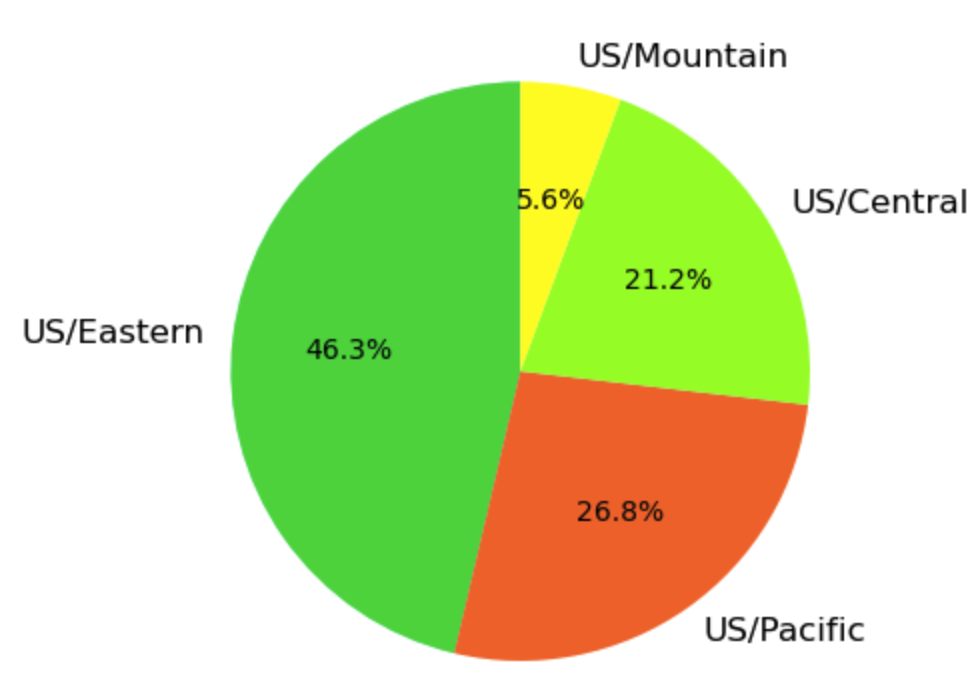 US/Mountain
US/Central
5.6%
21.2%
US/Eastern
46.3%
26.8%
US/Pacific